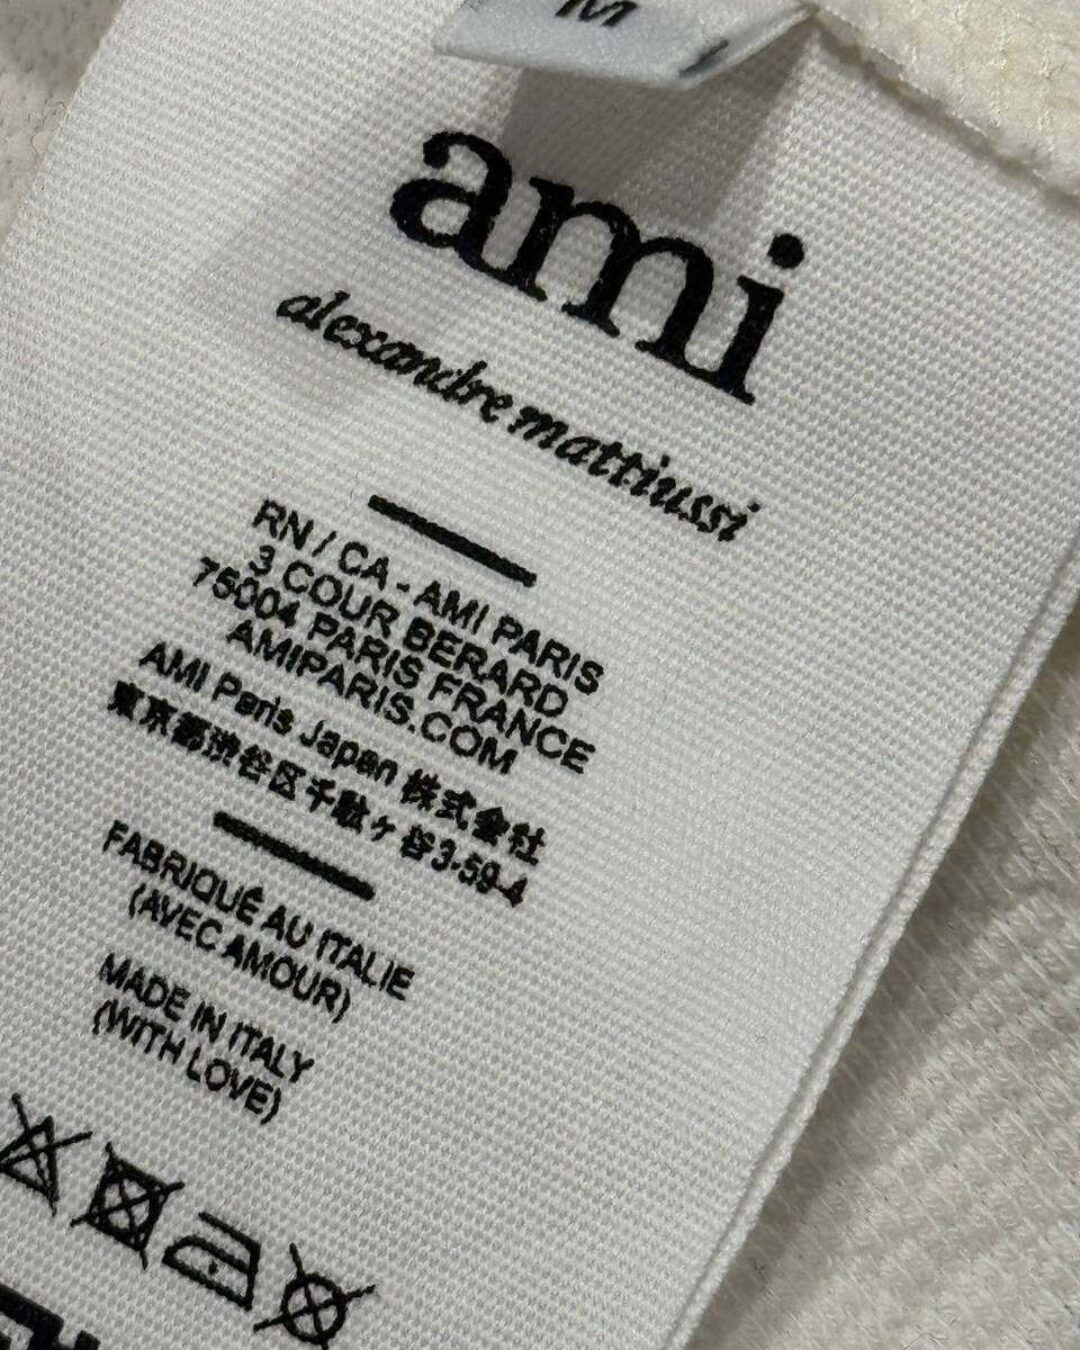 M
ami
alexandre mattiussi
RN / CA - AMI PARIS
3 COUR BERARD
75004 PARIS FRANCE
AMIPARIS.COM
AMI Paris Japan 株式会社
東京都渋谷区千駄ヶ谷3-59-4
FABRIQUÉ AU ITALIE
(AVEC AMOUR)
MADE IN ITALY
(WITH LOVE)